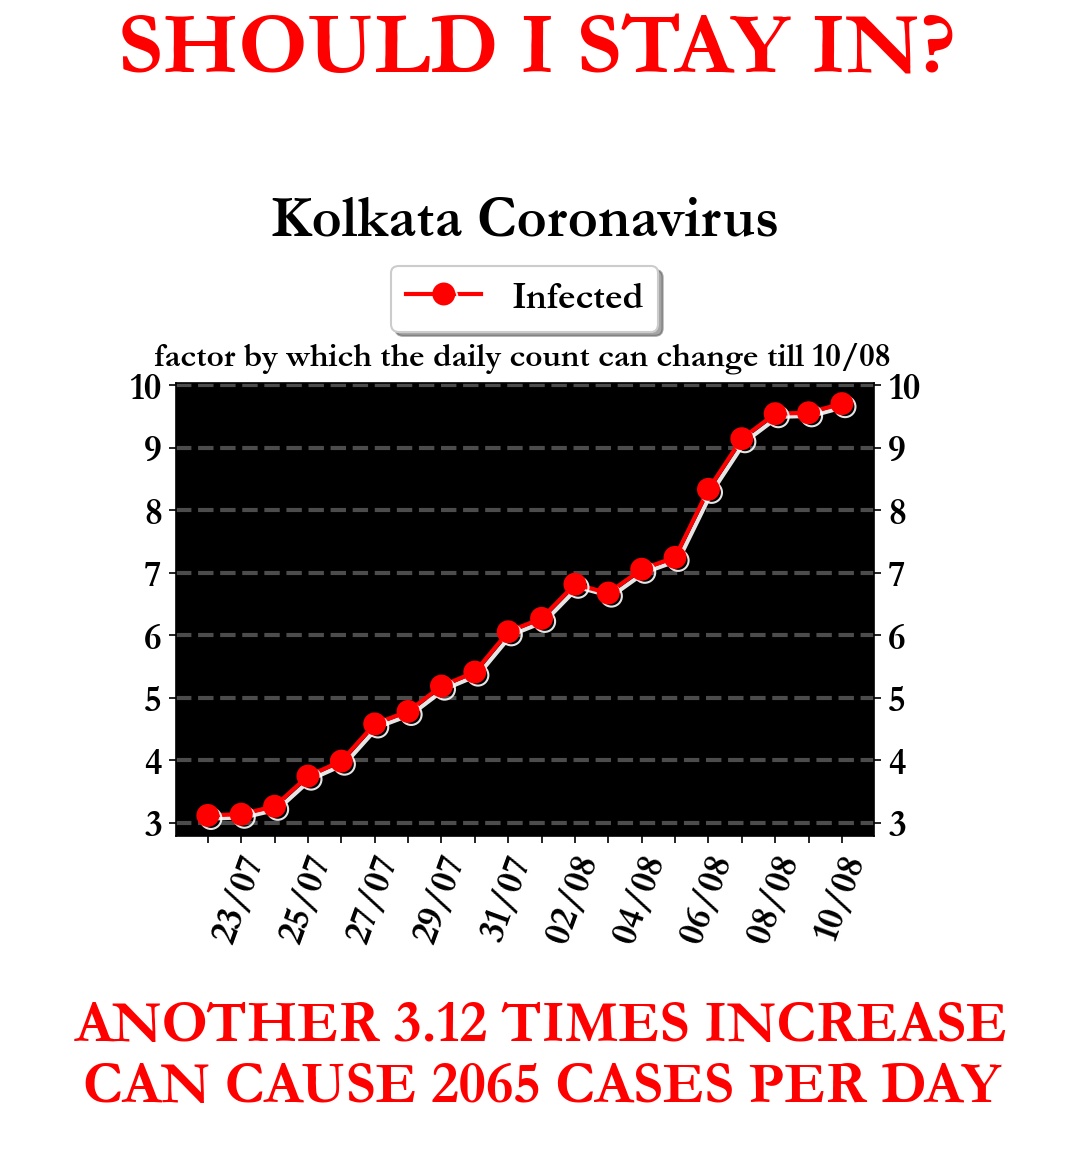 SHOULD I STAY IN?
Kolkata Coronavirus
Infected
factor by which the daily count can change till 10/08
10 10
9 9
8 8
7 7
6 6
5 5
4 4
3 3
23/07 25/07 27/07 29/07 31/07 02/08 04/08 06/08 08/08 10/08
ANOTHER 3.12 TIMES INCREASE
CAN CAUSE 2065 CASES PER DAY